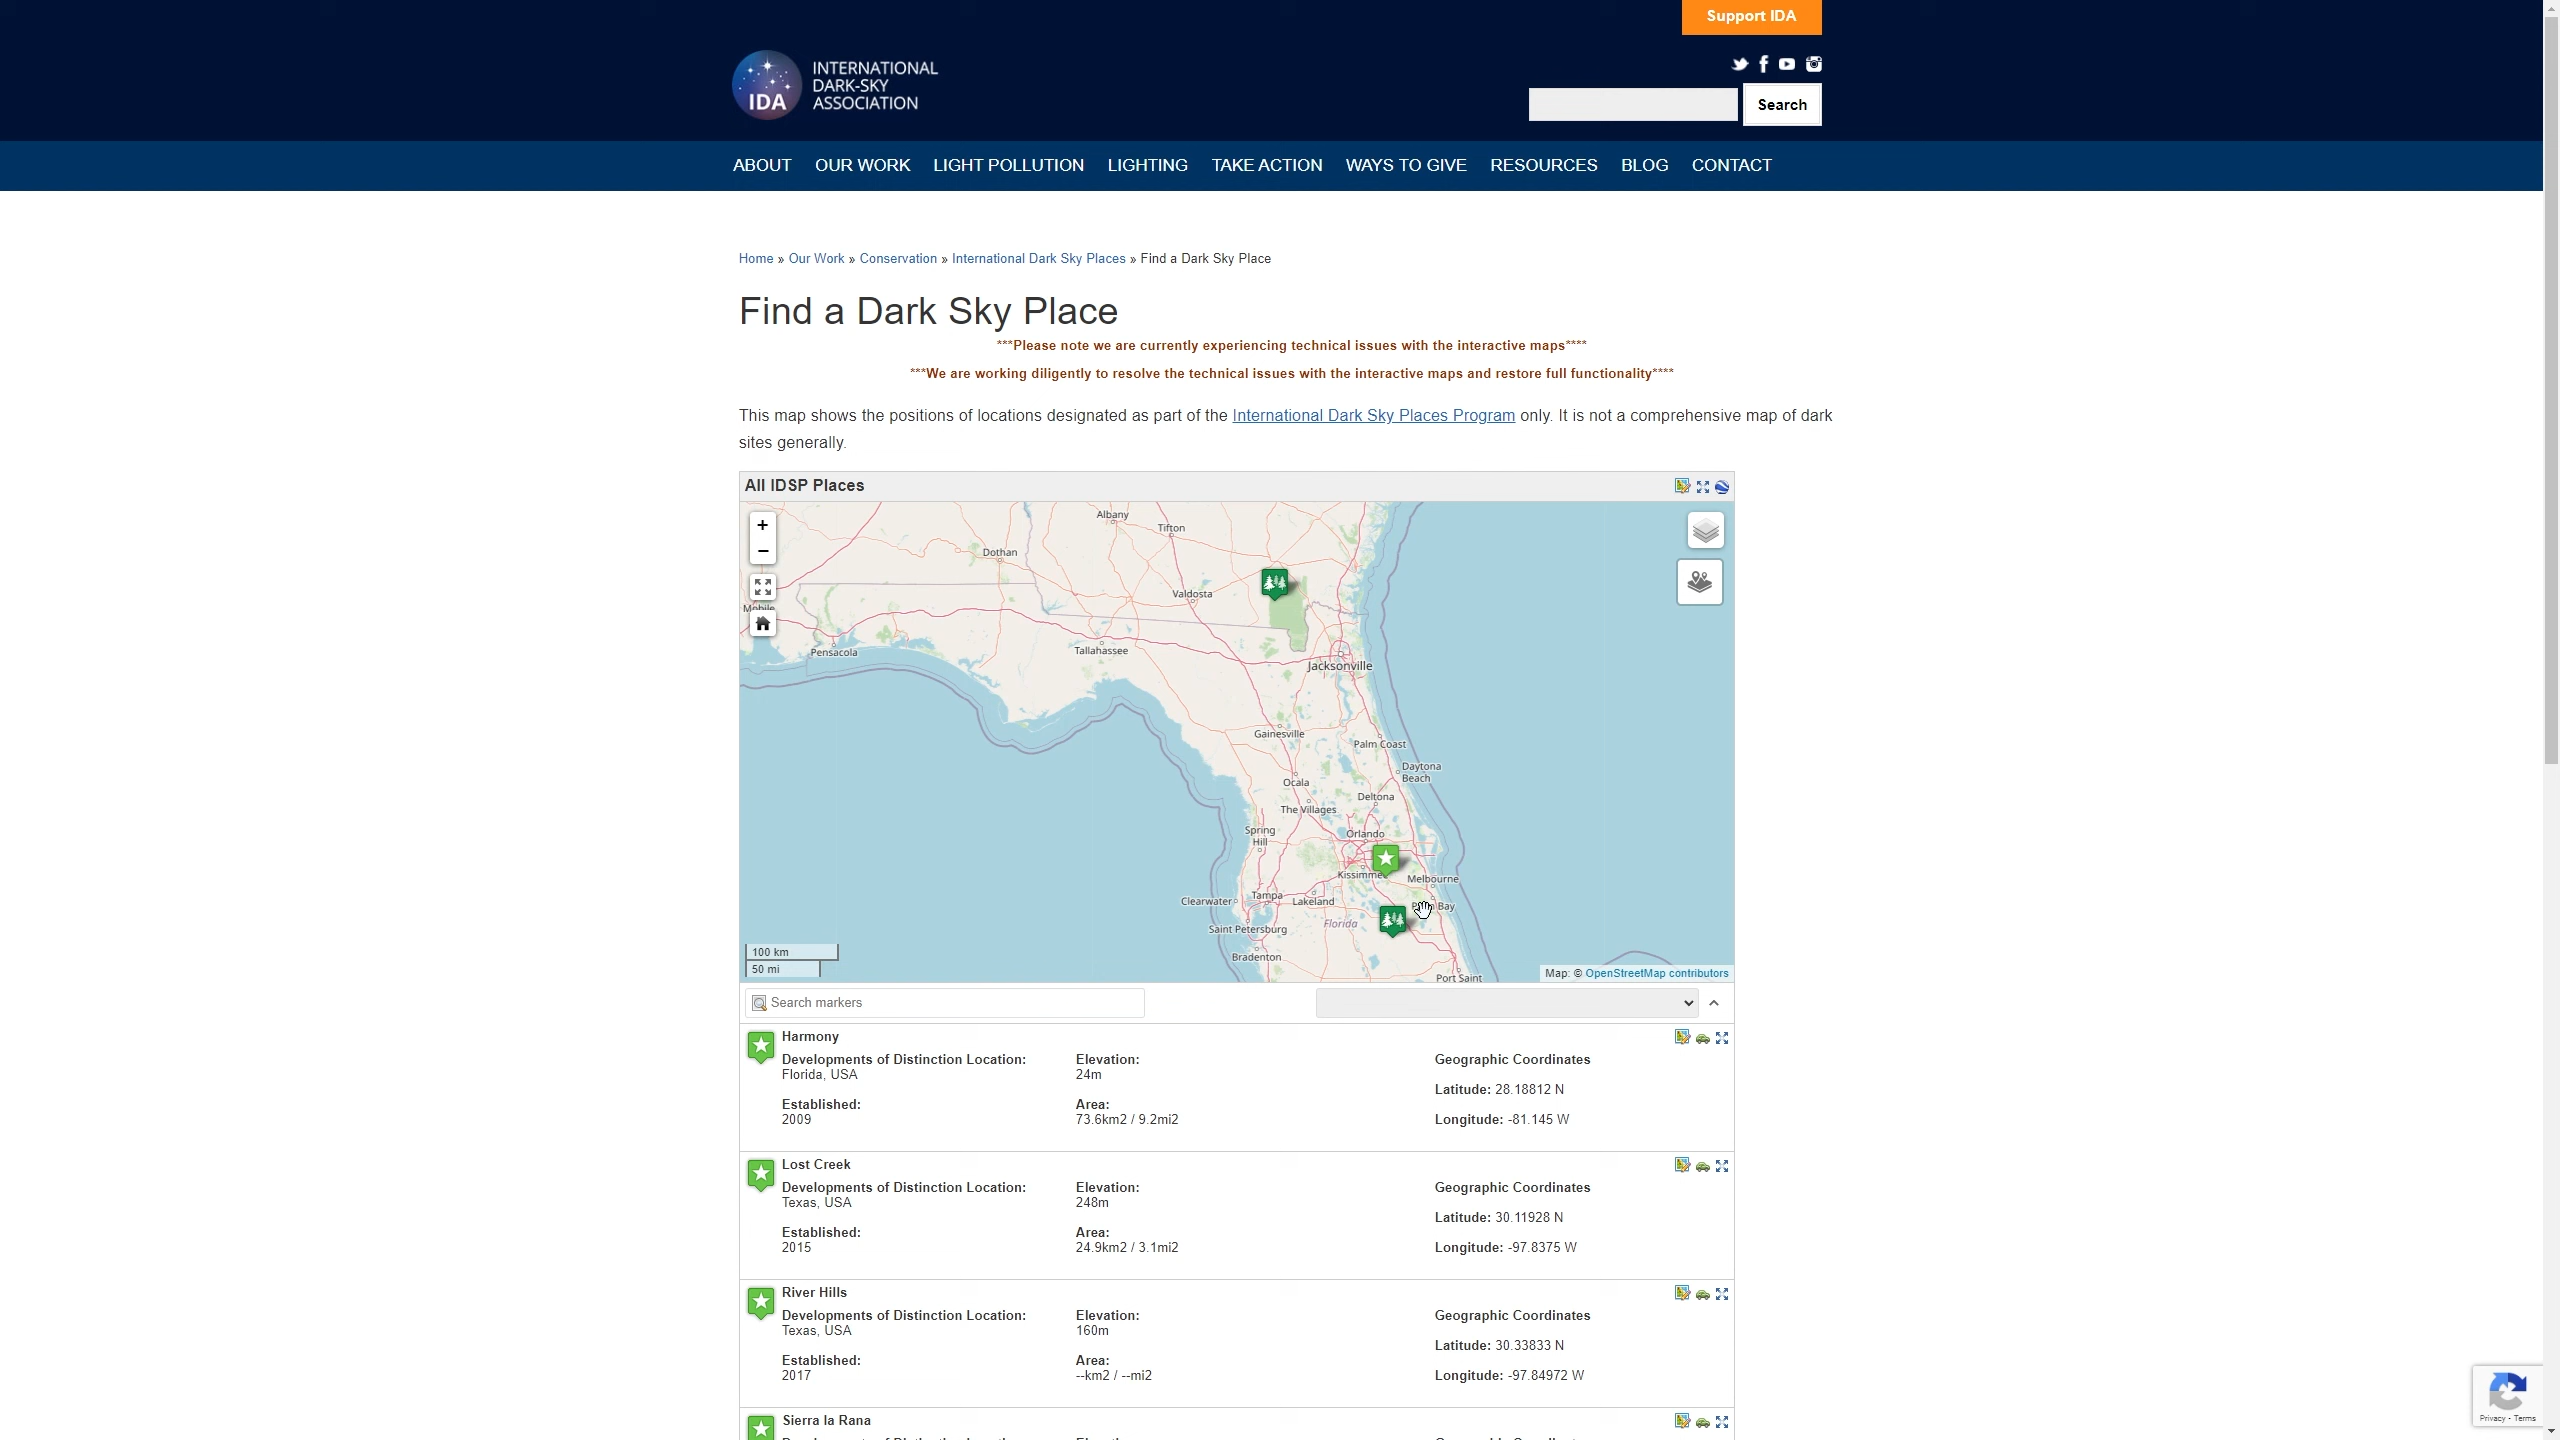 Support IDA
IDA
INTERNATIONAL
DARK-SKY
ASSOCIATION
Search
ABOUT OUR WORK LIGHT POLLUTION LIGHTING TAKE ACTION WAYS TO GIVE RESOURCES BLOG CONTACT
Home » Our Work » Conservation » International Dark Sky Places » Find a Dark Sky Place
Find a Dark Sky Place
***Please note we are currently experiencing technical issues with the interactive maps****
***We are working diligently to resolve the technical issues with the interactive maps and restore full functionality****
This map shows the positions of locations designated as part of the International Dark Sky Places Program only. It is not a comprehensive map of dark
sites generally.
All IDSP Places
Albany
Tifton
+
Dothan
−
Valdosta
Mobile
Pensacola
Tallahassee
Jacksonville
Gainesville
Palm Coast
Daytona
Beach
Ocala
Deltona
The Villages
Spring
Hill
Orlando
Kissimmee
Melbourne
Tampa
Clearwater
Lakeland
Bay
Florida
Saint Petersburg
Bradenton
100 km
50 mi
Port Saint
Map: © OpenStreetMap contributors
Search markers
Harmony
Developments of Distinction Location: Elevation: Geographic Coordinates
Florida, USA 24m
Latitude: 28.18812 N
Established: Area:
2009 73.6km2 / 9.2mi2 Longitude: -81.145 W
Lost Creek
Developments of Distinction Location: Elevation: Geographic Coordinates
Texas, USA 248m
Latitude: 30.11928 N
Established: Area:
2015 24.9km2 / 3.1mi2 Longitude: -97.8375 W
River Hills
Developments of Distinction Location: Elevation: Geographic Coordinates
Texas, USA 160m
Latitude: 30.33833 N
Established: Area:
2017 --km2 / --mi2 Longitude: -97.84972 W
Sierra la Rana
Privacy - Terms